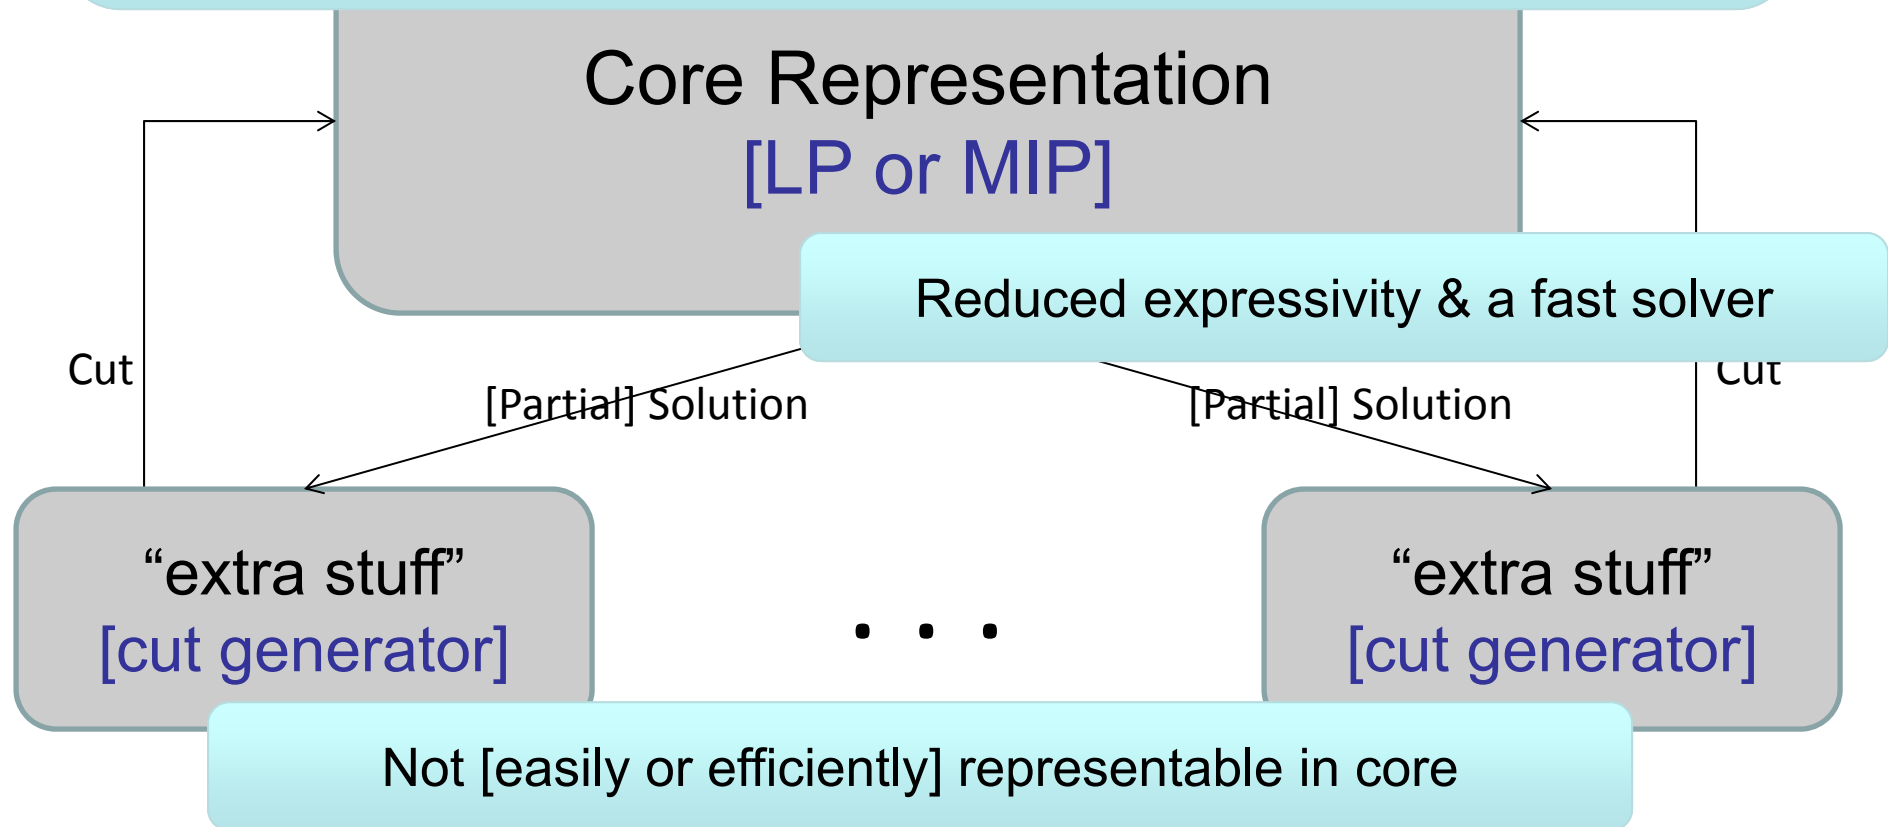 Core Representation
[LP or MIP]
Reduced expressivity & a fast solver
Cut
Cut
[Partial] Solution
[Partial] Solution
“extra stuff”
[cut generator]
. . .
“extra stuff”
[cut generator]
Not [easily or efficiently] representable in core